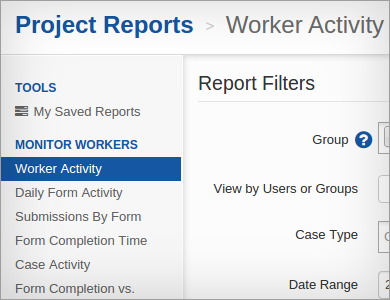 Project Reports > Worker Activity
TOOLS
My Saved Reports
MONITOR WORKERS
Worker Activity
Daily Form Activity
Submissions By Form
Form Completion Time
Case Activity
Form Completion vs.
Report Filters
Group ?
View by Users or Groups
Case Type
Date Range